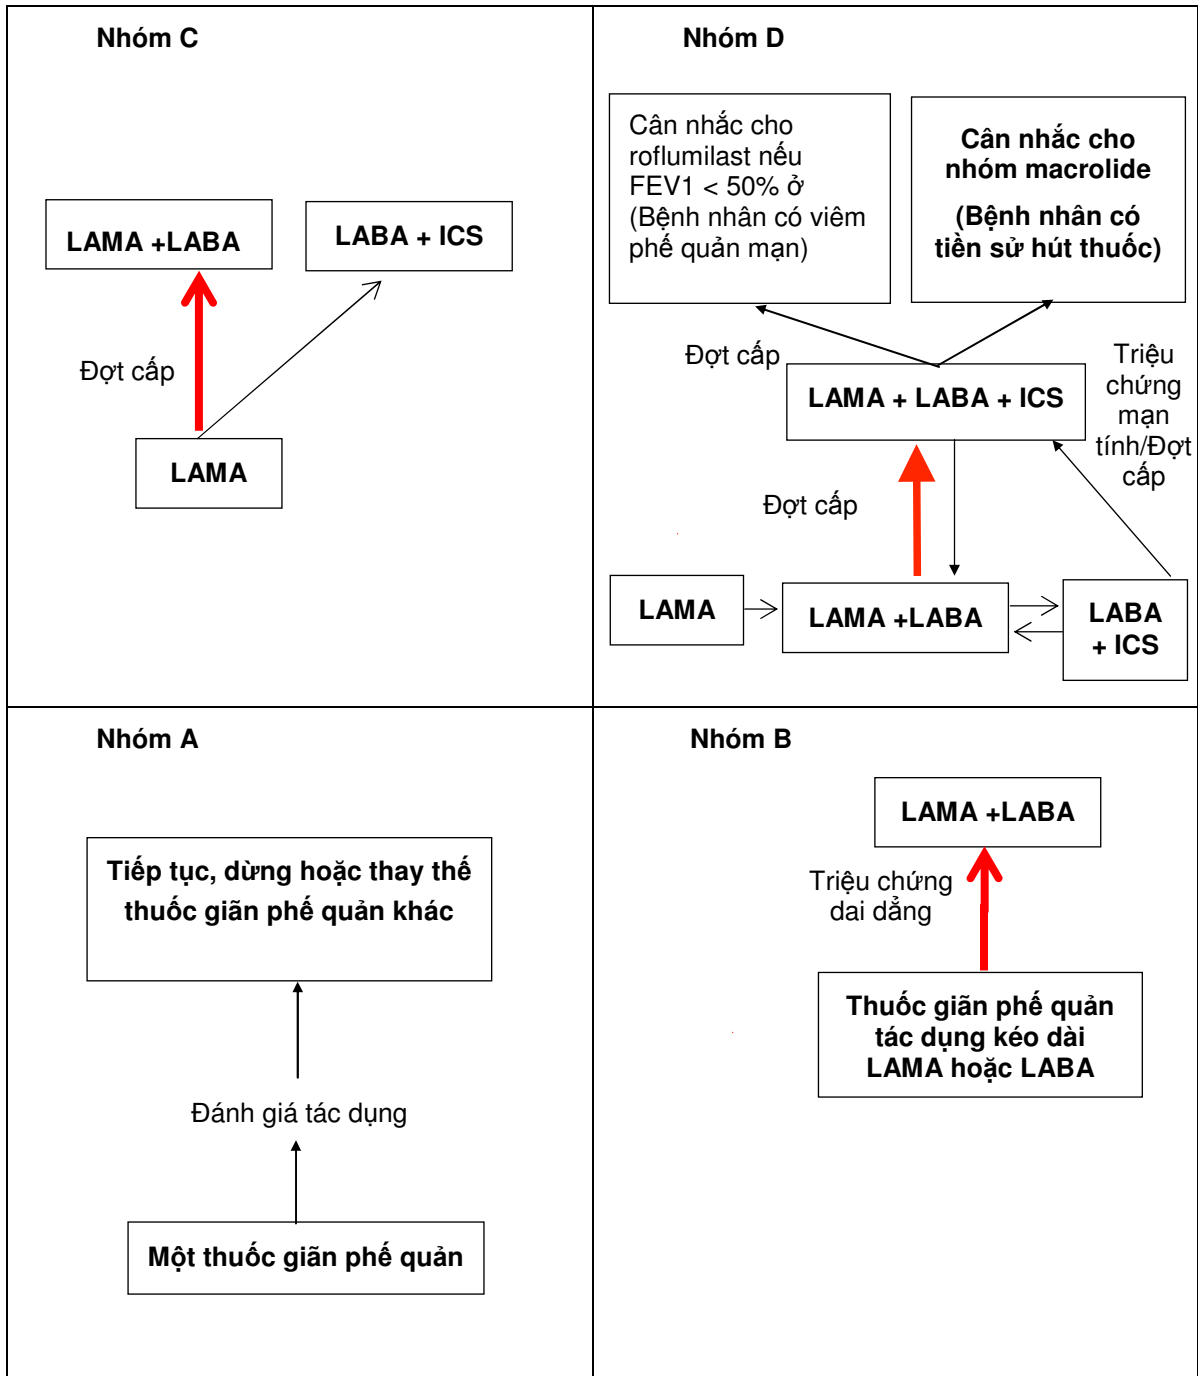 Nhóm C
LAMA +LABA
LABA + ICS
Đợt cấp
LAMA
Nhóm D
Cân nhắc cho
roflumilast nếu
FEV1 < 50% ở
(Bệnh nhân có viêm
phế quản mạn)
Cân nhắc cho
nhóm macrolide
(Bệnh nhân có
tiền sử hút thuốc)
Đợt cấp
Triệu
chứng
mạn
tính/Đợt
cấp
LAMA + LABA + ICS
Đợt cấp
LAMA
LAMA +LABA
LABA
+ ICS
Nhóm A
Tiếp tục, dừng hoặc thay thế
thuốc giãn phế quản khác
Đánh giá tác dụng
Một thuốc giãn phế quản
Nhóm B
LAMA +LABA
Triệu chứng
dai dẳng
Thuốc giãn phế quản
tác dụng kéo dài
LAMA hoặc LABA